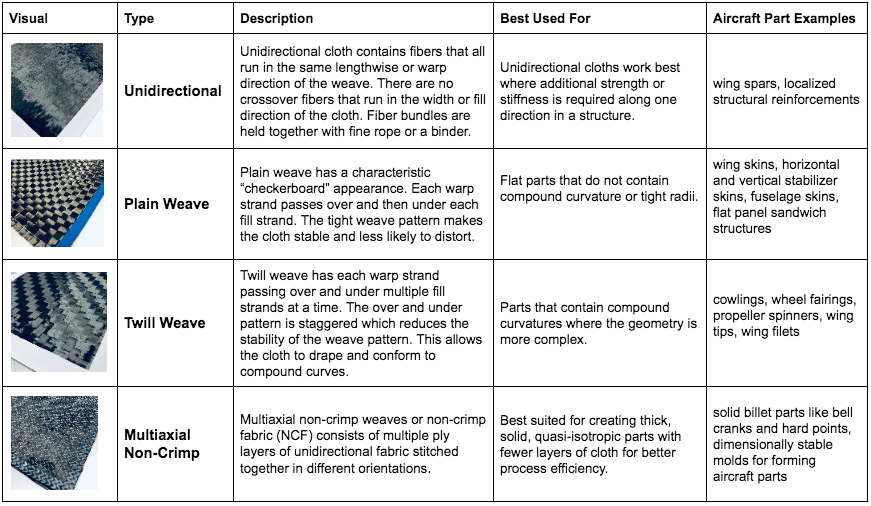 Visual Type Description Best Used For Aircraft Part Examples
Unidirectional
Unidirectional cloth contains fibers that all
run in the same lengthwise or warp
direction of the weave. There are no
crossover fibers that run in the width or fill
direction of the cloth. Fiber bundles are
held together with fine rope or a binder.
Unidirectional cloths work best
where additional strength or
stiffness is required along one
direction in a structure.
wing spars, localized
structural reinforcements
Plain Weave
Plain weave has a characteristic
“checkerboard” appearance. Each warp
strand passes over and then under each
fill strand. The tight weave pattern makes
the cloth stable and less likely to distort.
Flat parts that do not contain
compound curvature or tight radii.
wing skins, horizontal
and vertical stabilizer
skins, fuselage skins,
flat panel sandwich
structures
Twill Weave
Twill weave has each warp strand
passing over and under multiple fill
strands at a time. The over and under
pattern is staggered which reduces the
stability of the weave pattern. This allows
the cloth to drape and conform to
compound curves.
Parts that contain compound
curvatures where the geometry is
more complex.
cowlings, wheel fairings,
propeller spinners, wing
tips, wing filets
Multiaxial
Non-Crimp
Multiaxial non-crimp weaves or non-crimp
fabric (NCF) consists of multiple ply
layers of unidirectional fabric stitched
together in different orientations.
Best suited for creating thick,
solid, quasi-isotropic parts with
fewer layers of cloth for better
process efficiency.
solid billet parts like bell
cranks and hard points,
dimensionally stable
molds for forming
aircraft parts